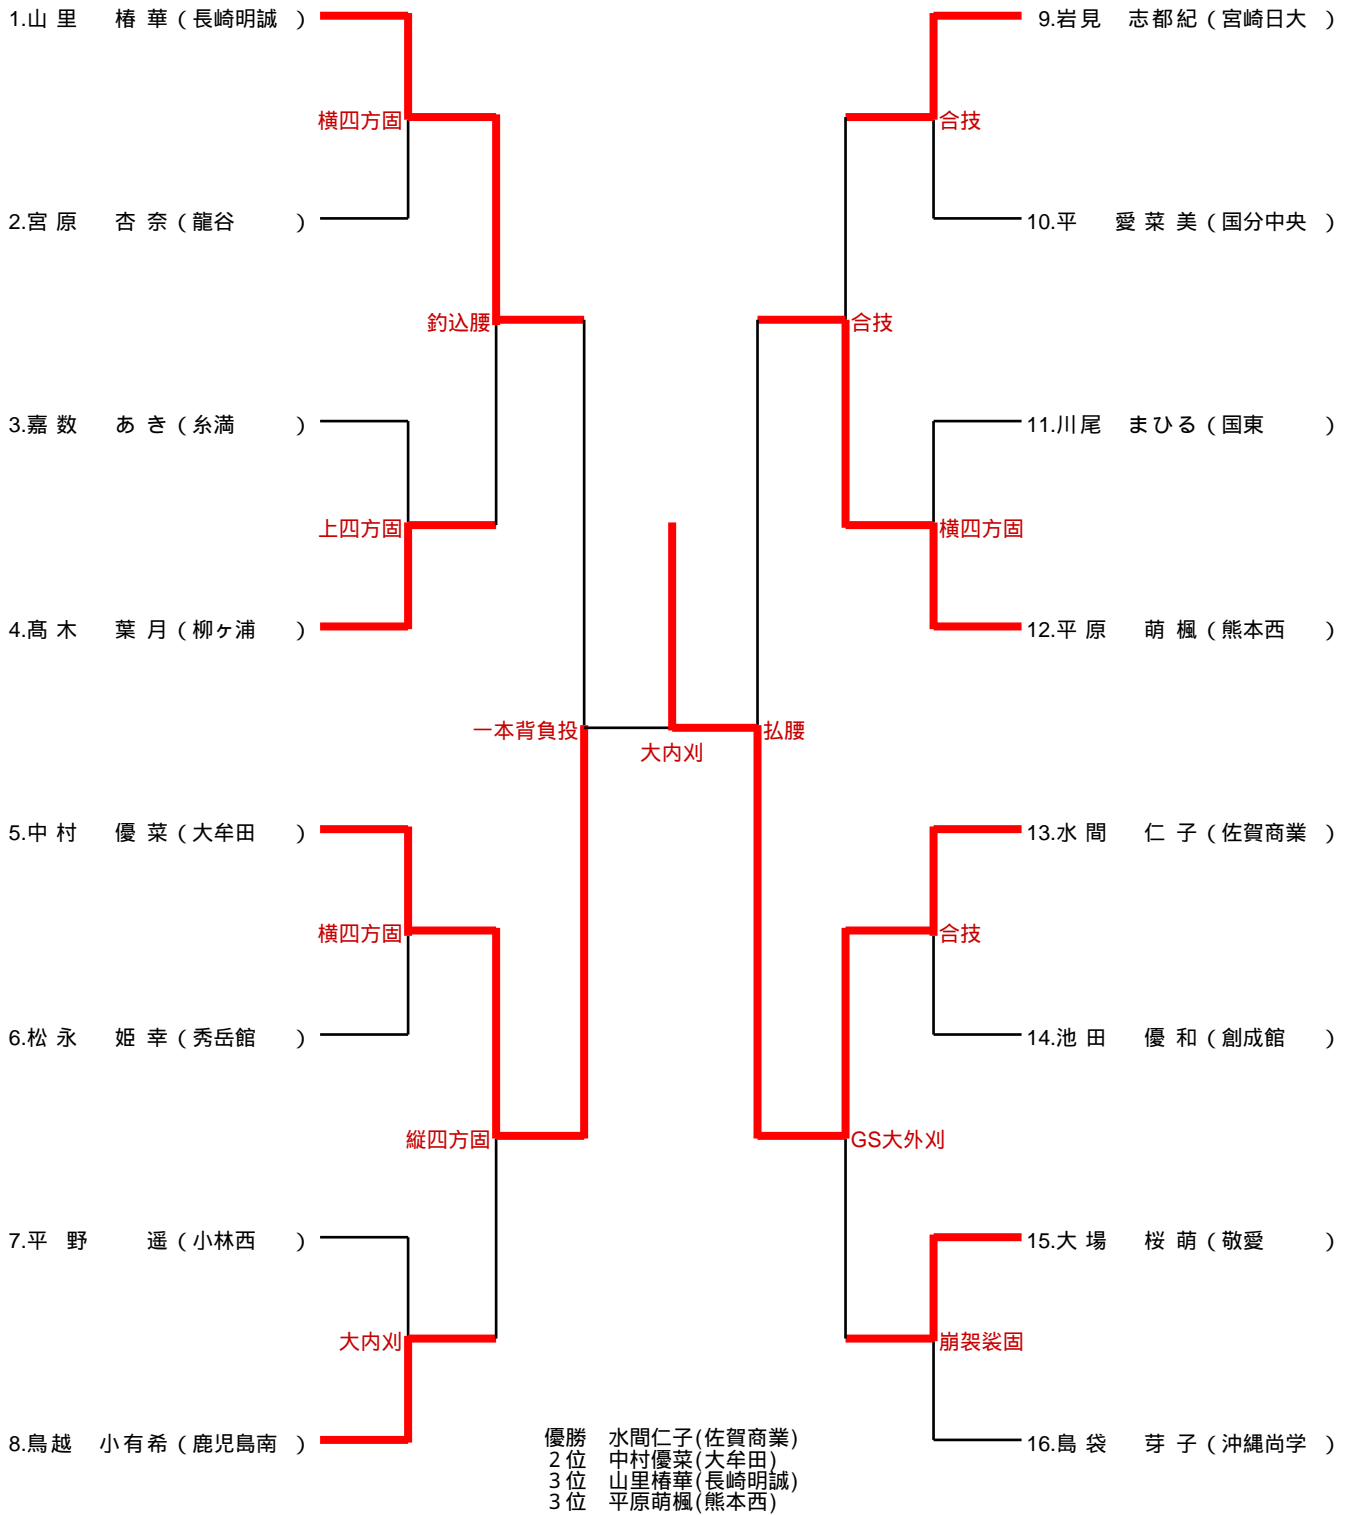 1.山里 椿華（長崎明誠）
横四方固
2.宮原 杏奈（龍谷）
釣込腰
3.嘉数 あき（糸満）
上四方固
4.髙木 葉月（柳ヶ浦）
一本背負投
5.中村 優菜（大牟田）
横四方固
6.松永 姫幸（秀岳館）
縦四方固
7.平野 遥（小林西）
大内刈
8.鳥越 小有希（鹿児島南）
大内刈
9.岩見 志都紀（宮崎日大）
合技
10.平 愛菜美（国分中央）
合技
11.川尾 まひる（国東）
横四方固
12.平原 萌楓（熊本西）
払腰
13.水間 仁子（佐賀商業）
合技
14.池田 優和（創成館）
GS大外刈
15.大場 桜萌（敬愛）
崩袈裟固
16.島袋 芽子（沖縄尚学）
優勝 水間仁子(佐賀商業)
2位 中村優菜(大牟田)
3位 山里椿華(長崎明誠)
3位 平原萌楓(熊本西)